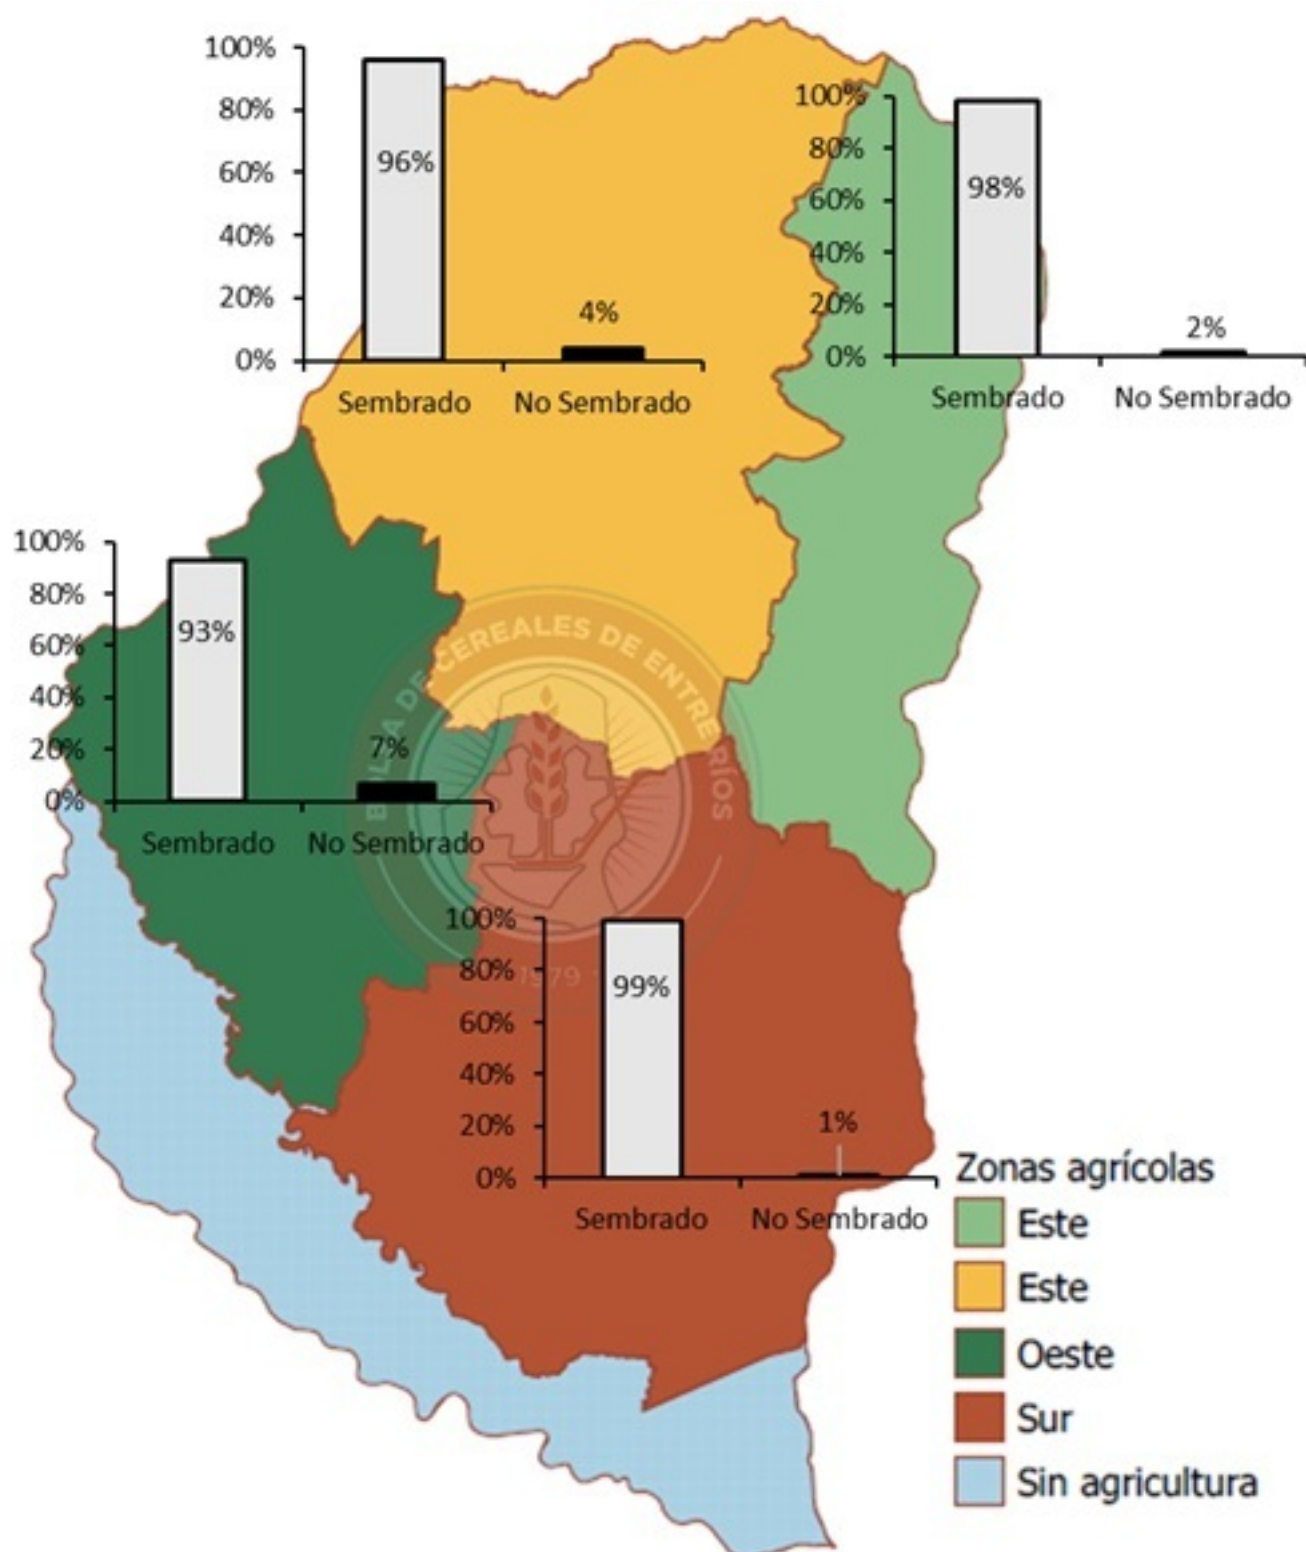 100%
80%
60%
40%
20%
0%
96%
4%
Sembrado
No Sembrado
100%
80%
60%
40%
20%
0%
98%
2%
Sembrado
No Sembrado
100%
80%
60%
40%
20%
0%
93%
7%
Sembrado
No Sembrado
BOLSA DE CEREALES DE ENTRE RÍOS
1979
100%
80%
60%
40%
20%
0%
99%
1%
Sembrado
No Sembrado
Zonas agrícolas
Este
Este
Oeste
Sur
Sin agricultura